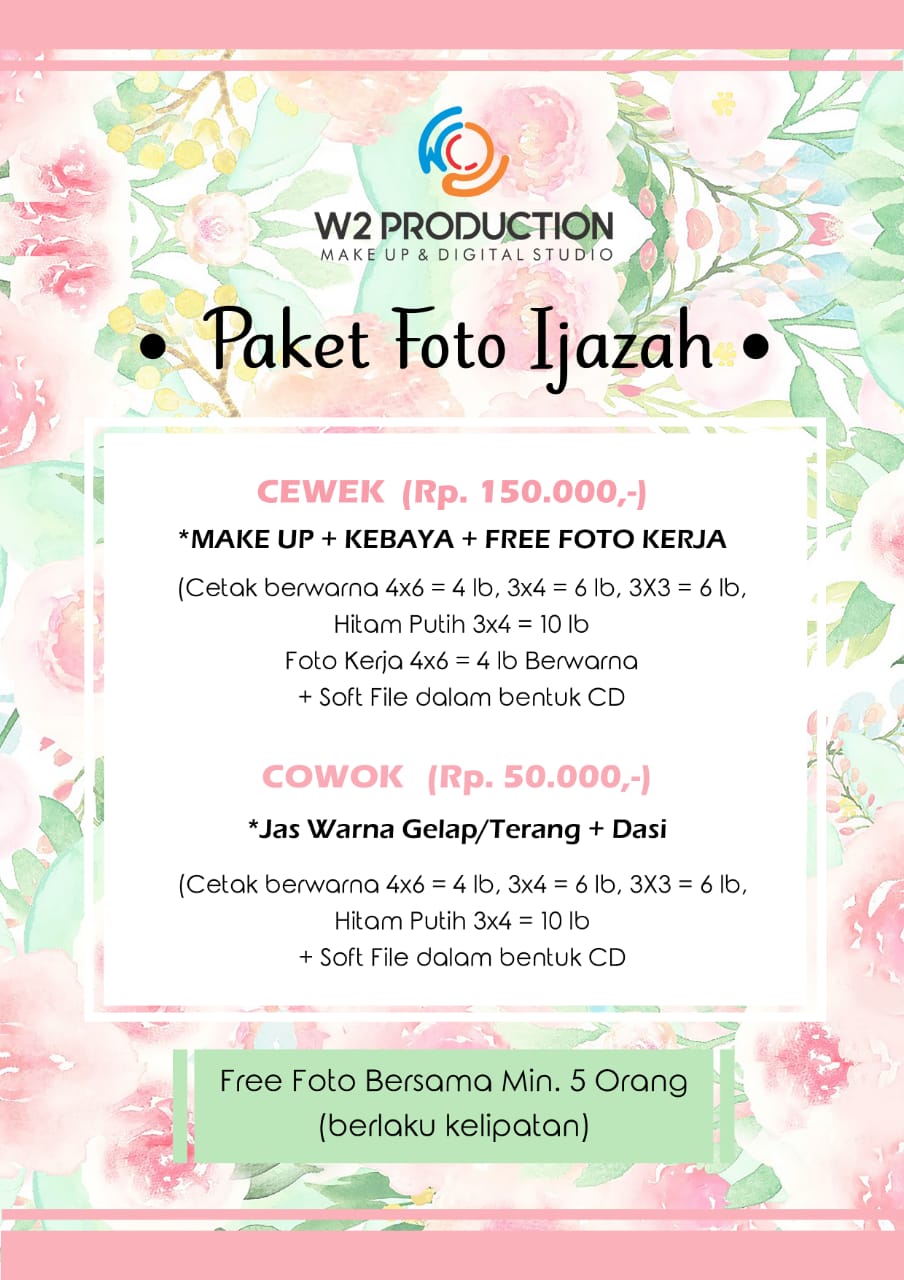 W2 PRODUCTION
MAKE UP & DIGITAL STUDIO
• Paket Foto Ijazah •
CEWEK (Rp. 150.000,-)
*MAKE UP + KEBAYA + FREE FOTO KERJA
(Cetak berwarna 4x6 = 4 lb, 3x4 = 6 lb, 3X3 = 6 lb,
Hitam Putih 3x4 = 10 lb
Foto Kerja 4x6 = 4 lb Berwarna
+ Soft File dalam bentuk CD
COWOK (Rp. 50.000,-)
*Jas Warna Gelap/Terang + Dasi
(Cetak berwarna 4x6 = 4 lb, 3x4 = 6 lb, 3X3 = 6 lb,
Hitam Putih 3x4 = 10 lb
+ Soft File dalam bentuk CD
Free Foto Bersama Min. 5 Orang
(berlaku kelipatan)